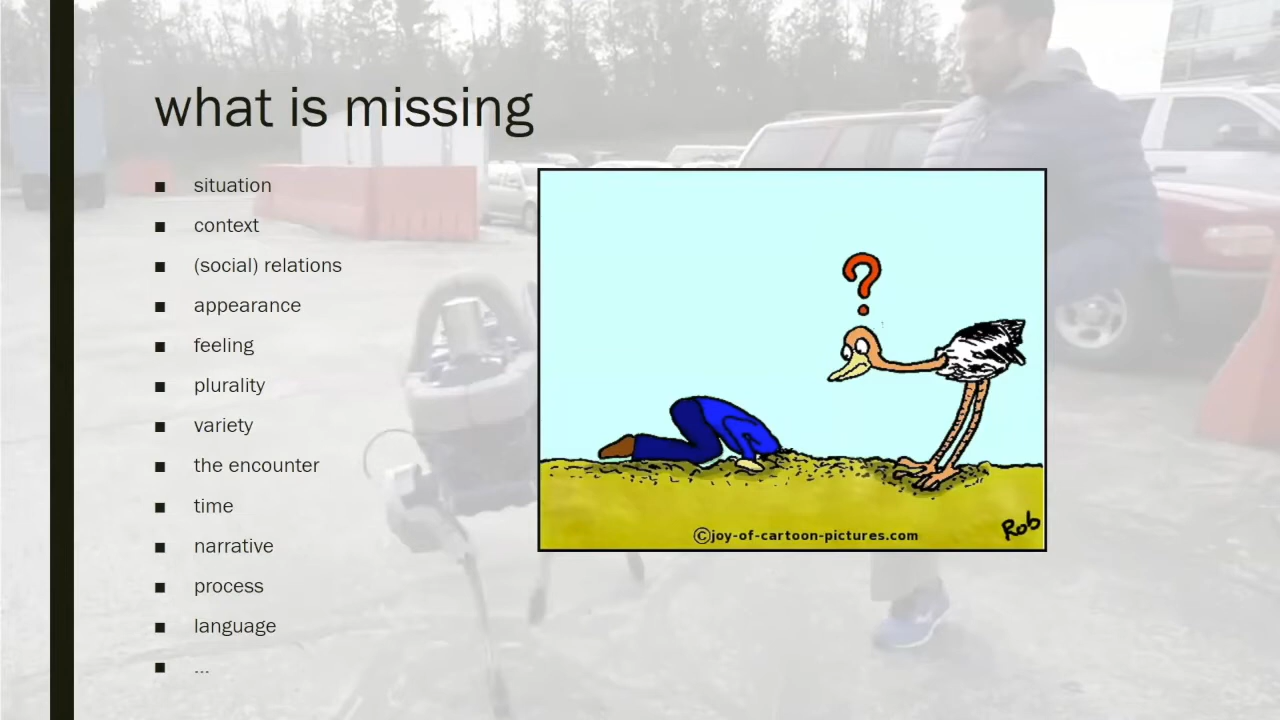 what is missing
■ situation
■ context
■ (social) relations
■ appearance
■ feeling
■ plurality
■ variety
■ the encounter
■ time
■ narrative
■ process
■ language
■ ...
?
©joy-of-cartoon-pictures.com
Rob